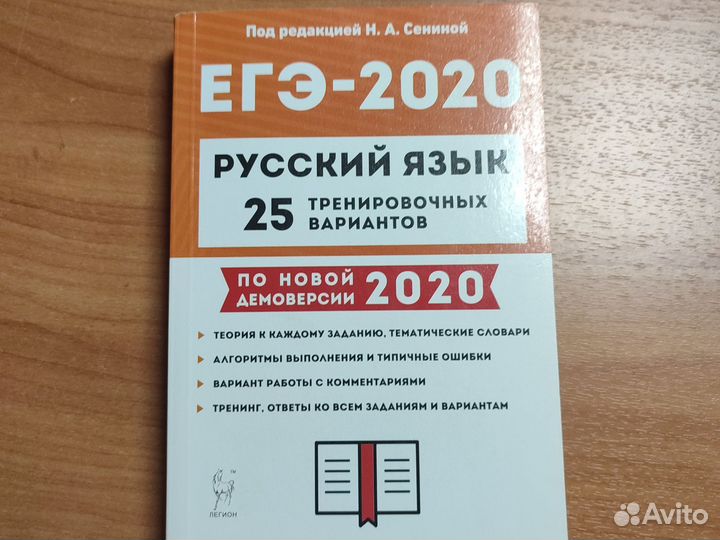 Под редакцией Н. А. Сениной
ЕГЭ-2020
РУССКИЙ ЯЗЫК
25 ТРЕНИРОВОЧНЫХ
ВАРИАНТОВ
ПО НОВОЙ
ДЕМОВЕРСИИ 2020
ТЕОРИЯ К КАЖДОМУ ЗАДАНИЮ, ТЕМАТИЧЕСКИЕ СЛОВАРИ
АЛГОРИТМЫ ВЫПОЛНЕНИЯ И ТИПИЧНЫЕ ОШИБКИ
ВАРИАНТ РАБОТЫ С КОММЕНТАРИЯМИ
ТРЕНИНГ, ОТВЕТЫ КО ВСЕМ ЗАДАНИЯМ И ВАРИАНТАМ
TM
ЛЕГИОН
Avito